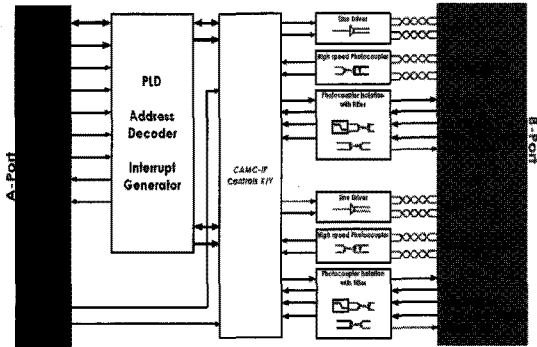 A-Port
PLD
Address
Decoder
Interrupt
Generator
CAMC-IP
Controls X/Y
Line Driver
High speed Photocoupler
Photocoupler Isolation
with Filter
Line Driver
High speed Photocoupler
Photocoupler Isolation
with Filter
B-Port